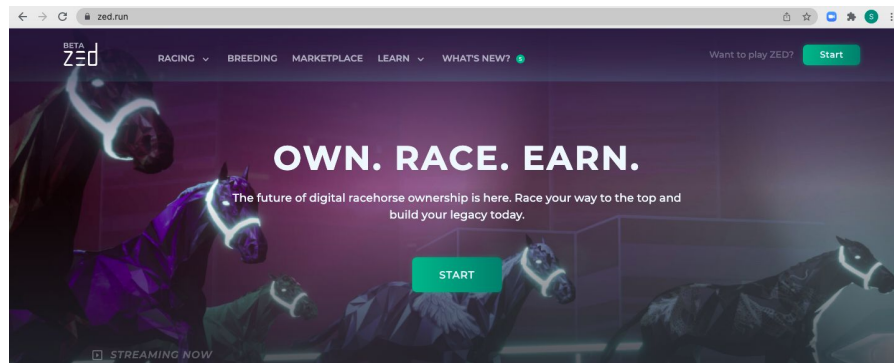 zed.run
S
BETA
zed
RACING
BREEDING
MARKETPLACE
LEARN
WHAT'S NEW? 5
Want to play ZED?
Start
OWN. RACE. EARN.
The future of digital racehorse ownership is here. Race your way to the top and
build your legacy today.
START
STREAMING NOW